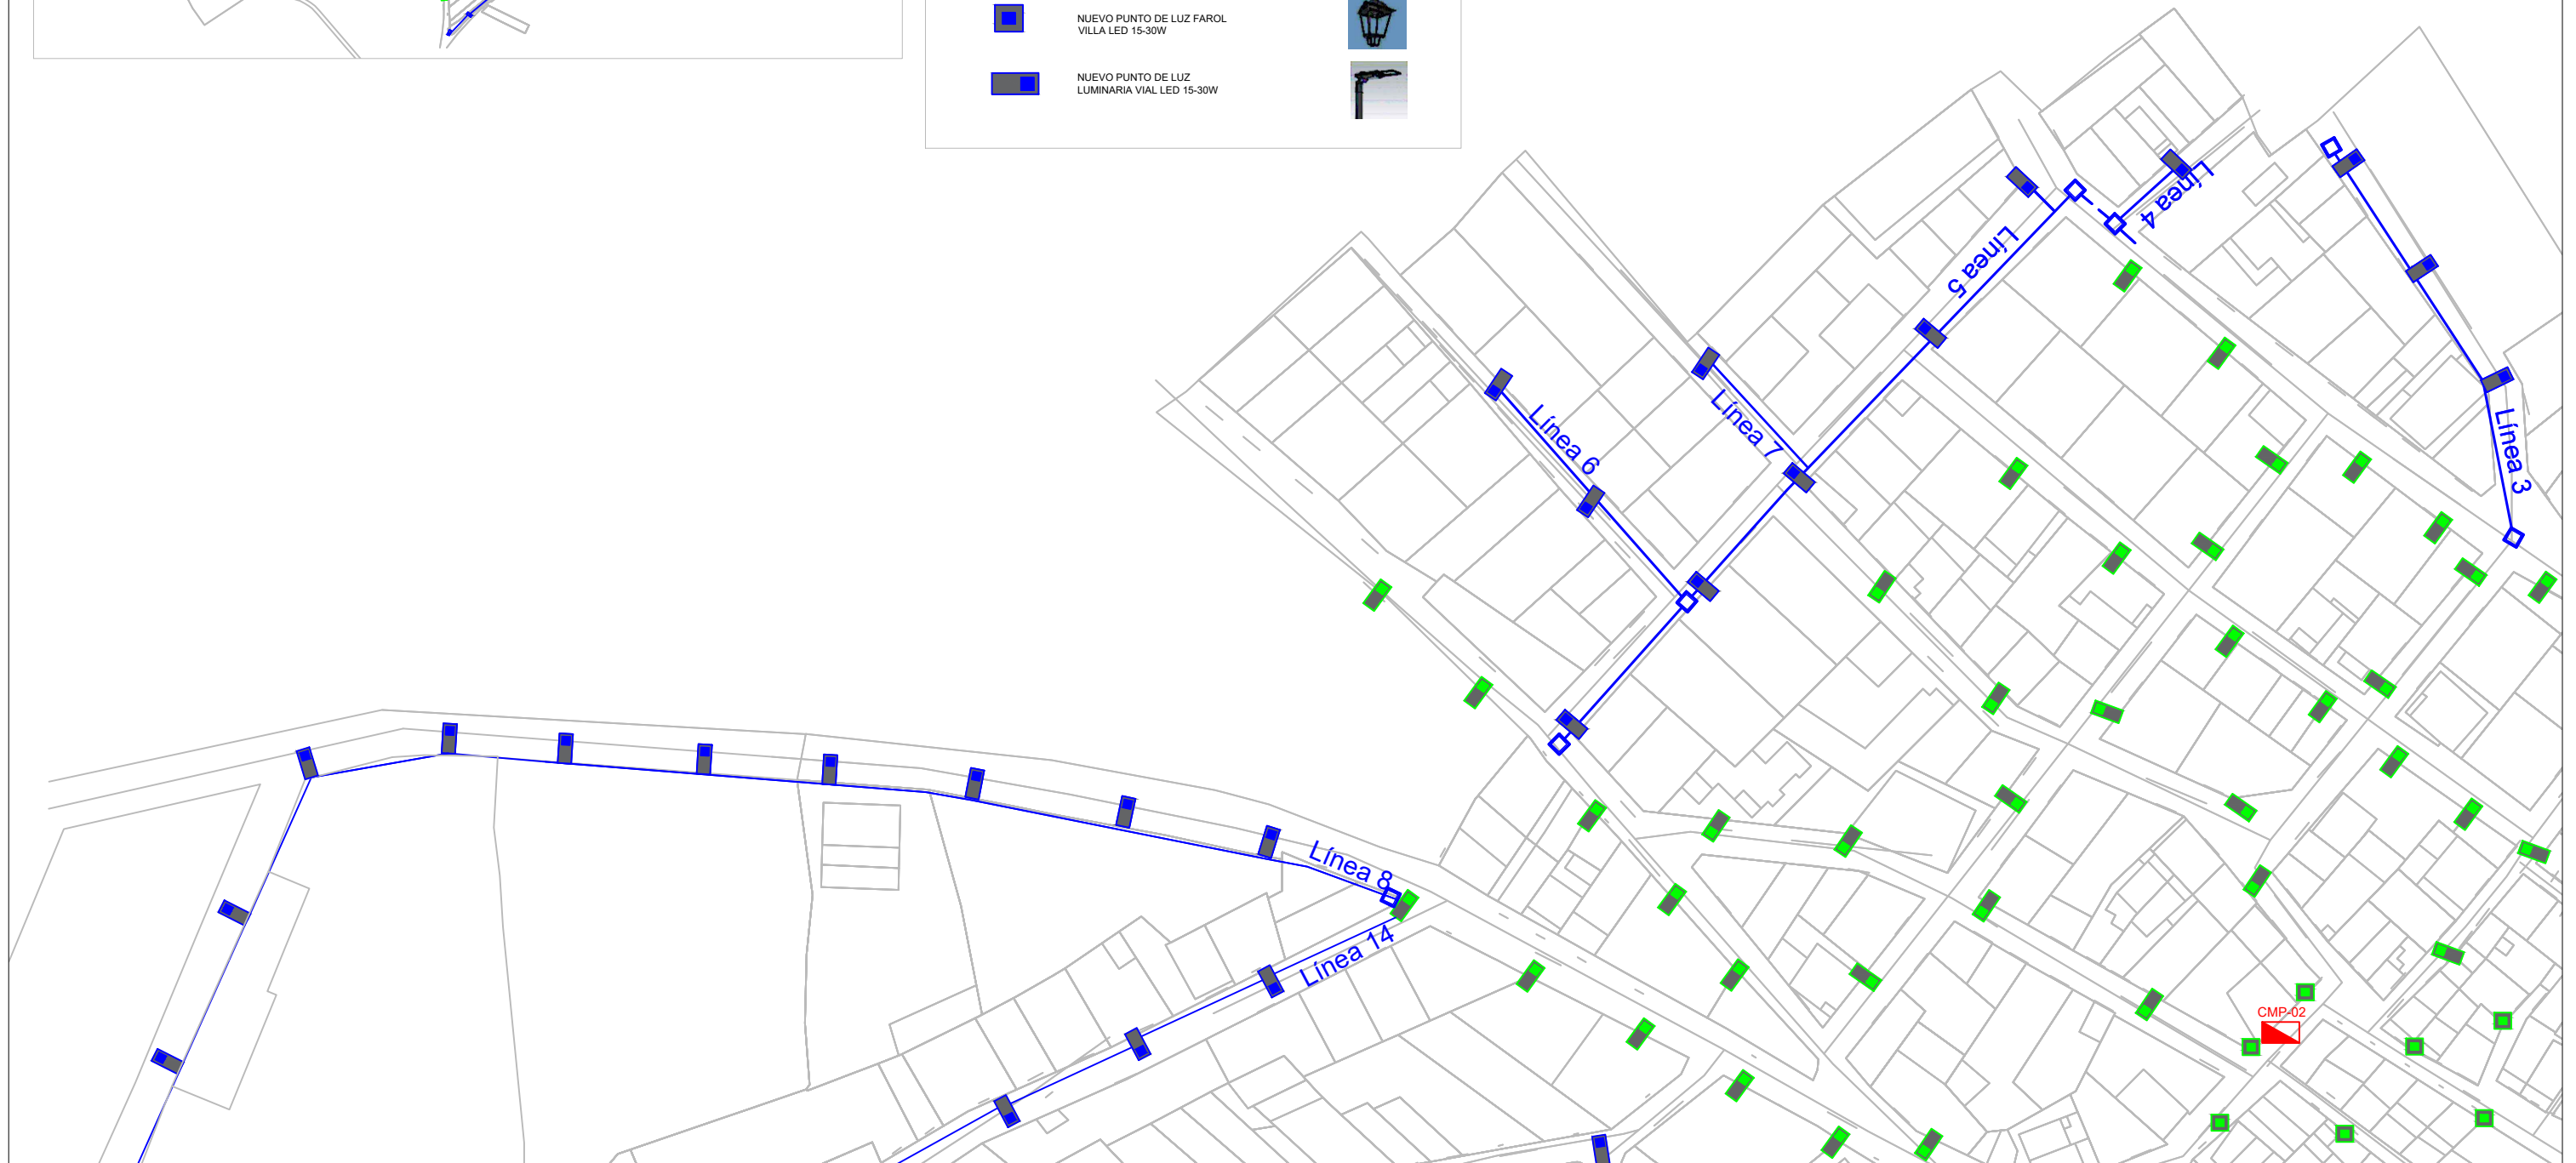 NUEVO PUNTO DE LUZ FAROL
VILLA LED 15-30W
NUEVO PUNTO DE LUZ
LUMINARIA VIAL LED 15-30W
Línea 4
Línea 5
Línea 3
Línea 7
Línea 6
Línea 8
Línea 14
CMP-02